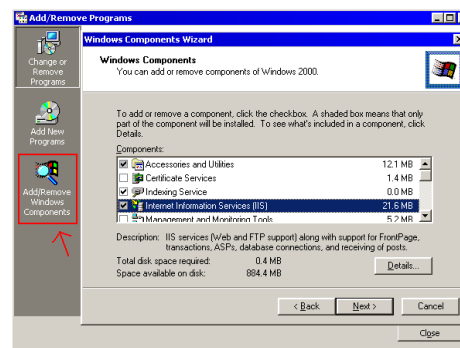 Add/Remove Programs
Change or
Remove
Programs
Add New
Programs
Add/Remove
Windows
Components
Windows Components Wizard
Windows Components
You can add or remove components of Windows 2000.
To add or remove a component, click the checkbox. A shaded box means that only
part of the component will be installed. To see what's included in a component, click
Details.
Components:
Accessories and Utilities 12.1 MB
Certificate Services 1.4 MB
Indexing Service 0.0 MB
Internet Information Services (IIS) 21.6 MB
Management and Monitoring Tools 5.2 MB
Description: IIS services (Web and FTP support) along with support for FrontPage,
transactions, ASPs, database connections, and receiving of posts.
Total disk space required: 0.4 MB
Space available on disk: 884.4 MB
Details...
< Back Next > Cancel
Close